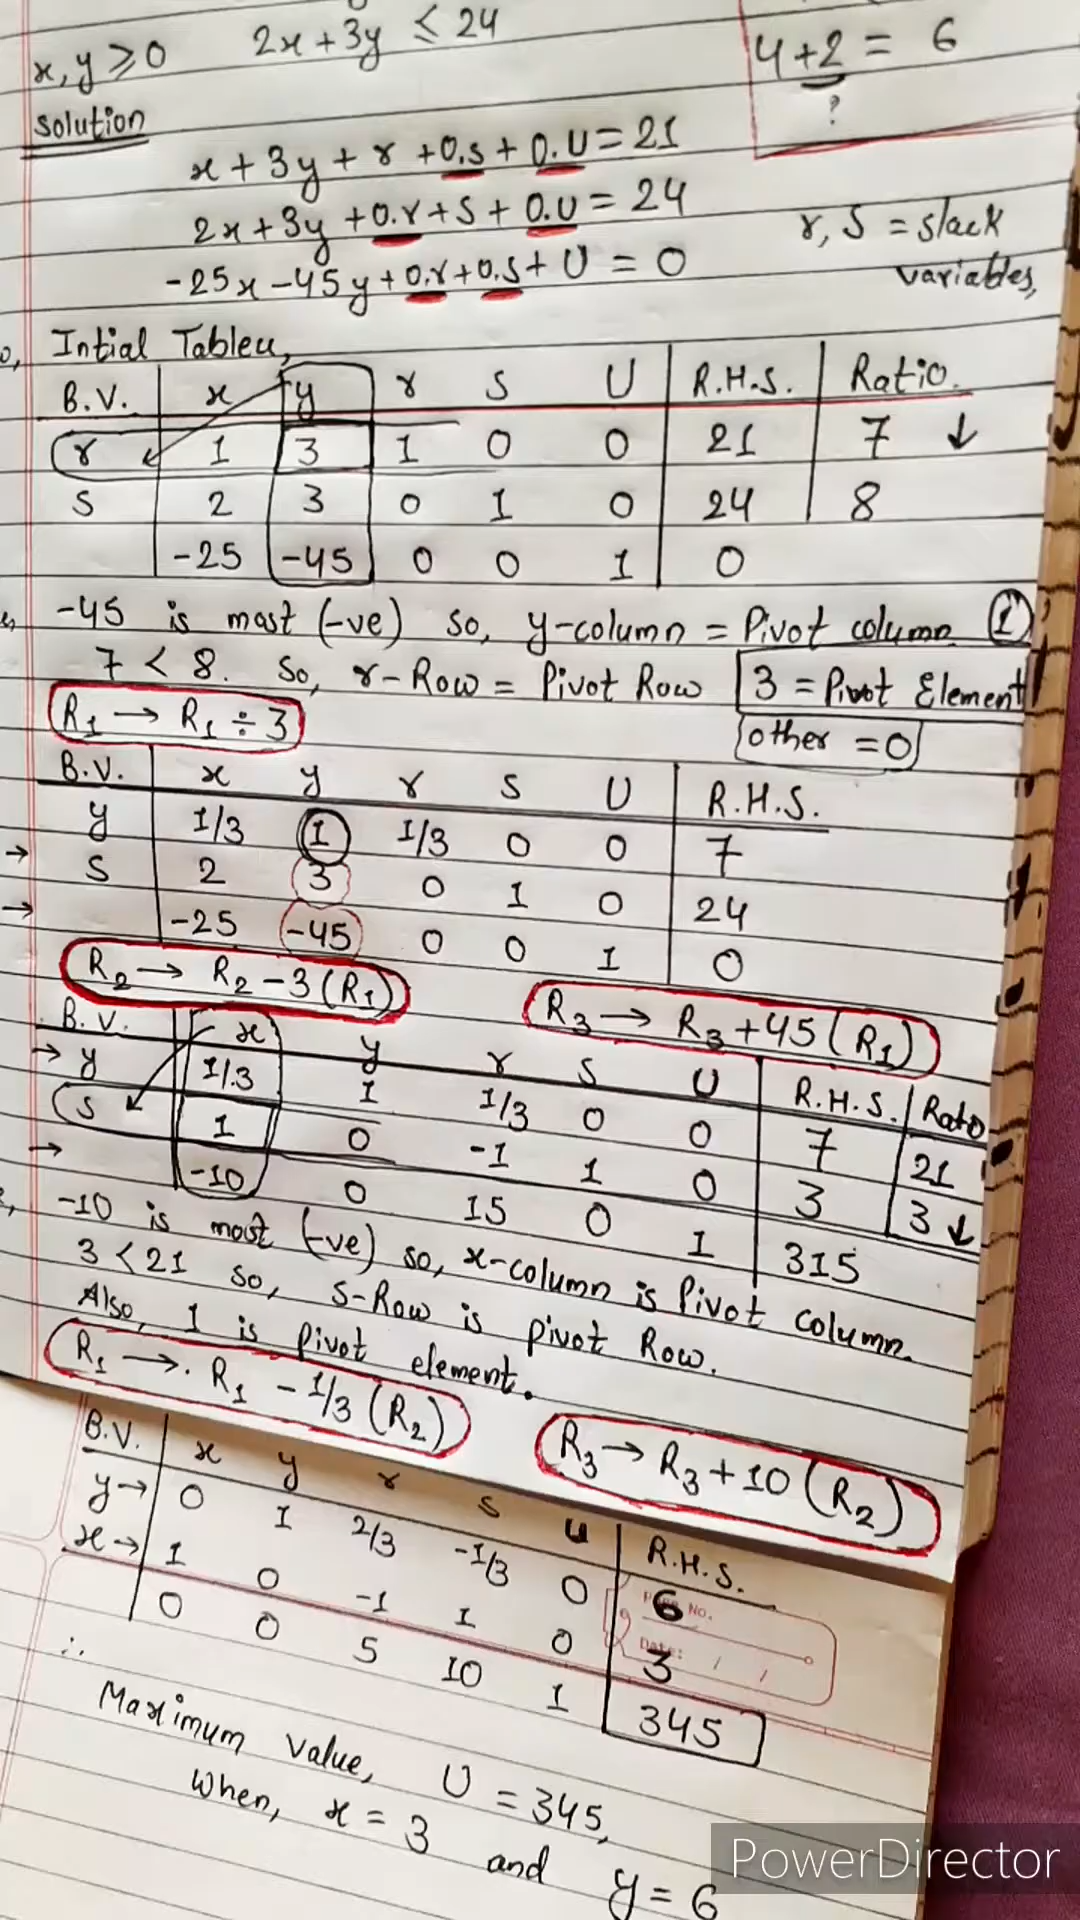 x, y ≥ 0 2x + 3y ≤ 24
4 + 2 = 6
?
Solution
x + 3y + r + 0.s + 0.U = 21
2x + 3y + 0.r + s + 0.U = 24
-25x - 45y + 0.r + 0.s + U = 0
r, s = slack
variables,
Intial Tableu,
B.V. x y r s U R.H.S. Ratio.
r 1 3 1 0 0 21 7 ↓
s 2 3 0 1 0 24 8
-25 -45 0 0 1 0
-45 is most (-ve) so, y-column = Pivot column. 1
7 < 8. So, r-Row = Pivot Row 3 = Pivot Element
other = 0
R1 → R1 ÷ 3
B.V. x y r s U R.H.S.
y 1/3 1 1/3 0 0 7
→ s 2 3 0 1 0 24
→ -25 -45 0 0 1 0
R2 → R2 - 3(R1) R3 → R3 + 45(R1)
B.V. x y r s U R.H.S. Ratio
→ y 1/3 1 1/3 0 0 7 21
s 1 0 -1 1 0 3 3 ↓
→ -10 0 15 0 1 315
-10 is most (-ve) so, x-column is Pivot Column.
3 < 21 so, s-Row is pivot Row.
Also, 1 is Pivot element.
R1 → R1 - 1/3 (R2) R3 → R3 + 10 (R2)
B.V. x y r s U R.H.S.
y → 0 1 2/3 -1/3 0 6
x → 1 0 -1 1 0 3
0 0 5 10 1 345
No.
Date: / /
∴ Maximum value, U = 345,
When, x = 3 and y = 6
PowerDirector